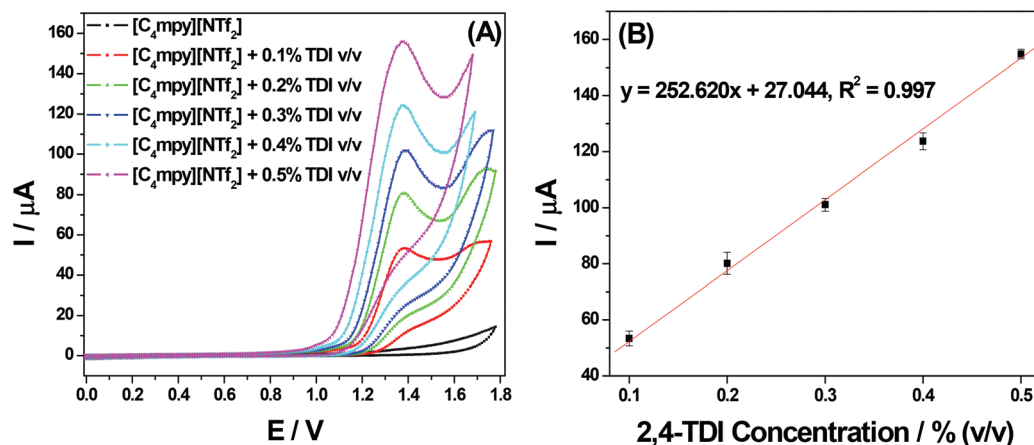 [C₄mpy][NTf₂]
[C₄mpy][NTf₂] + 0.1% TDI v/v
[C₄mpy][NTf₂] + 0.2% TDI v/v
[C₄mpy][NTf₂] + 0.3% TDI v/v
[C₄mpy][NTf₂] + 0.4% TDI v/v
[C₄mpy][NTf₂] + 0.5% TDI v/v
(A)
160
140
120
100
80
60
40
20
0
I / μA
0.0 0.2 0.4 0.6 0.8 1.0 1.2 1.4 1.6 1.8
E / V
(B)
y = 252.620x + 27.044, R² = 0.997
160
140
120
100
80
60
40
I / μA
0.1 0.2 0.3 0.4 0.5
2,4-TDI Concentration / % (v/v)